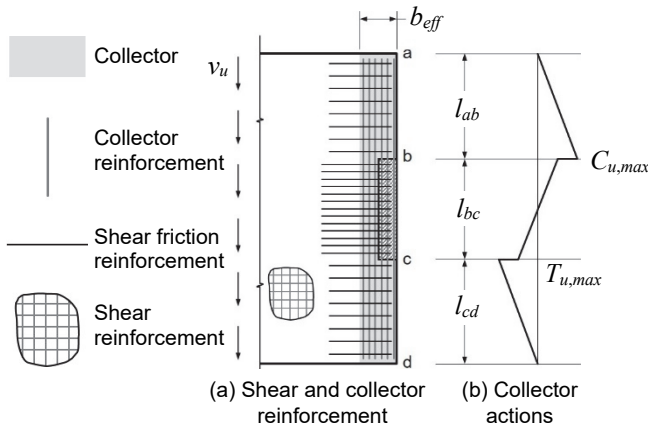 Collector
Collector
reinforcement
Shear friction
reinforcement
Shear
reinforcement
b_eff
v_u
a
b
c
d
(a) Shear and collector
reinforcement
l_ab
l_bc
l_cd
C_u,max
T_u,max
(b) Collector
actions